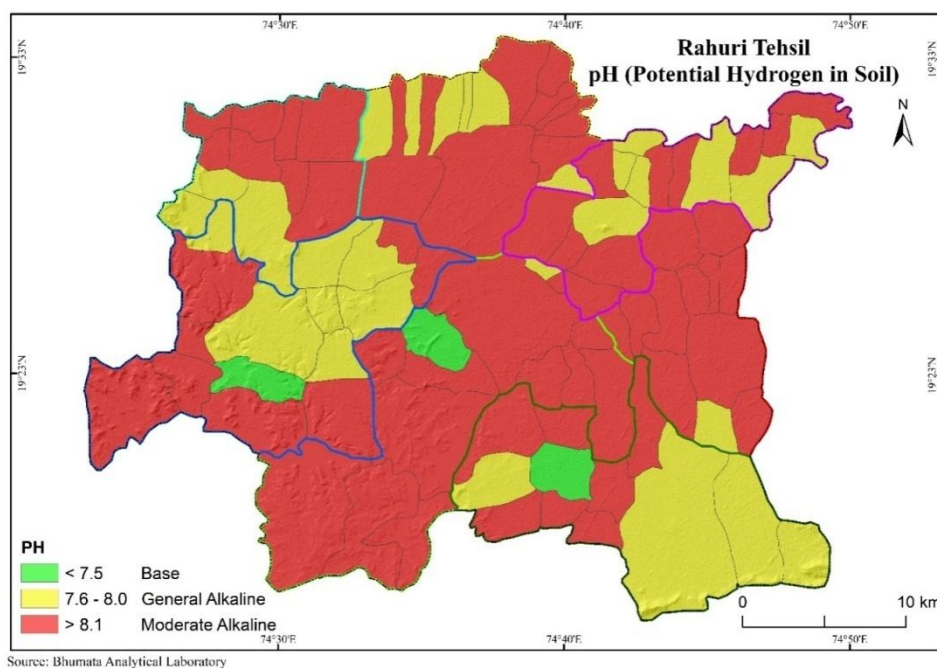 74°30'E 74°40'E 74°50'E
Rahuri Tehsil
pH (Potential Hydrogen in Soil)
19°33'N
19°33'N
N
19°23'N
19°23'N
PH
< 7.5 Base
7.6 - 8.0 General Alkaline
> 8.1 Moderate Alkaline
0 10 km
74°30'E 74°40'E 74°50'E
Source: Bhumata Analytical Laboratory